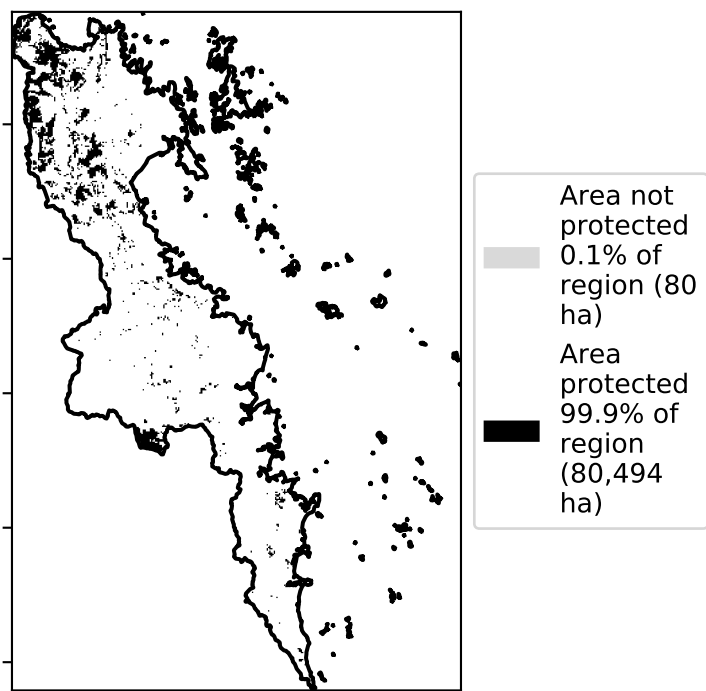 Area not
protected
0.1% of
region (80
ha)
Area
protected
99.9% of
region
(80,494
ha)